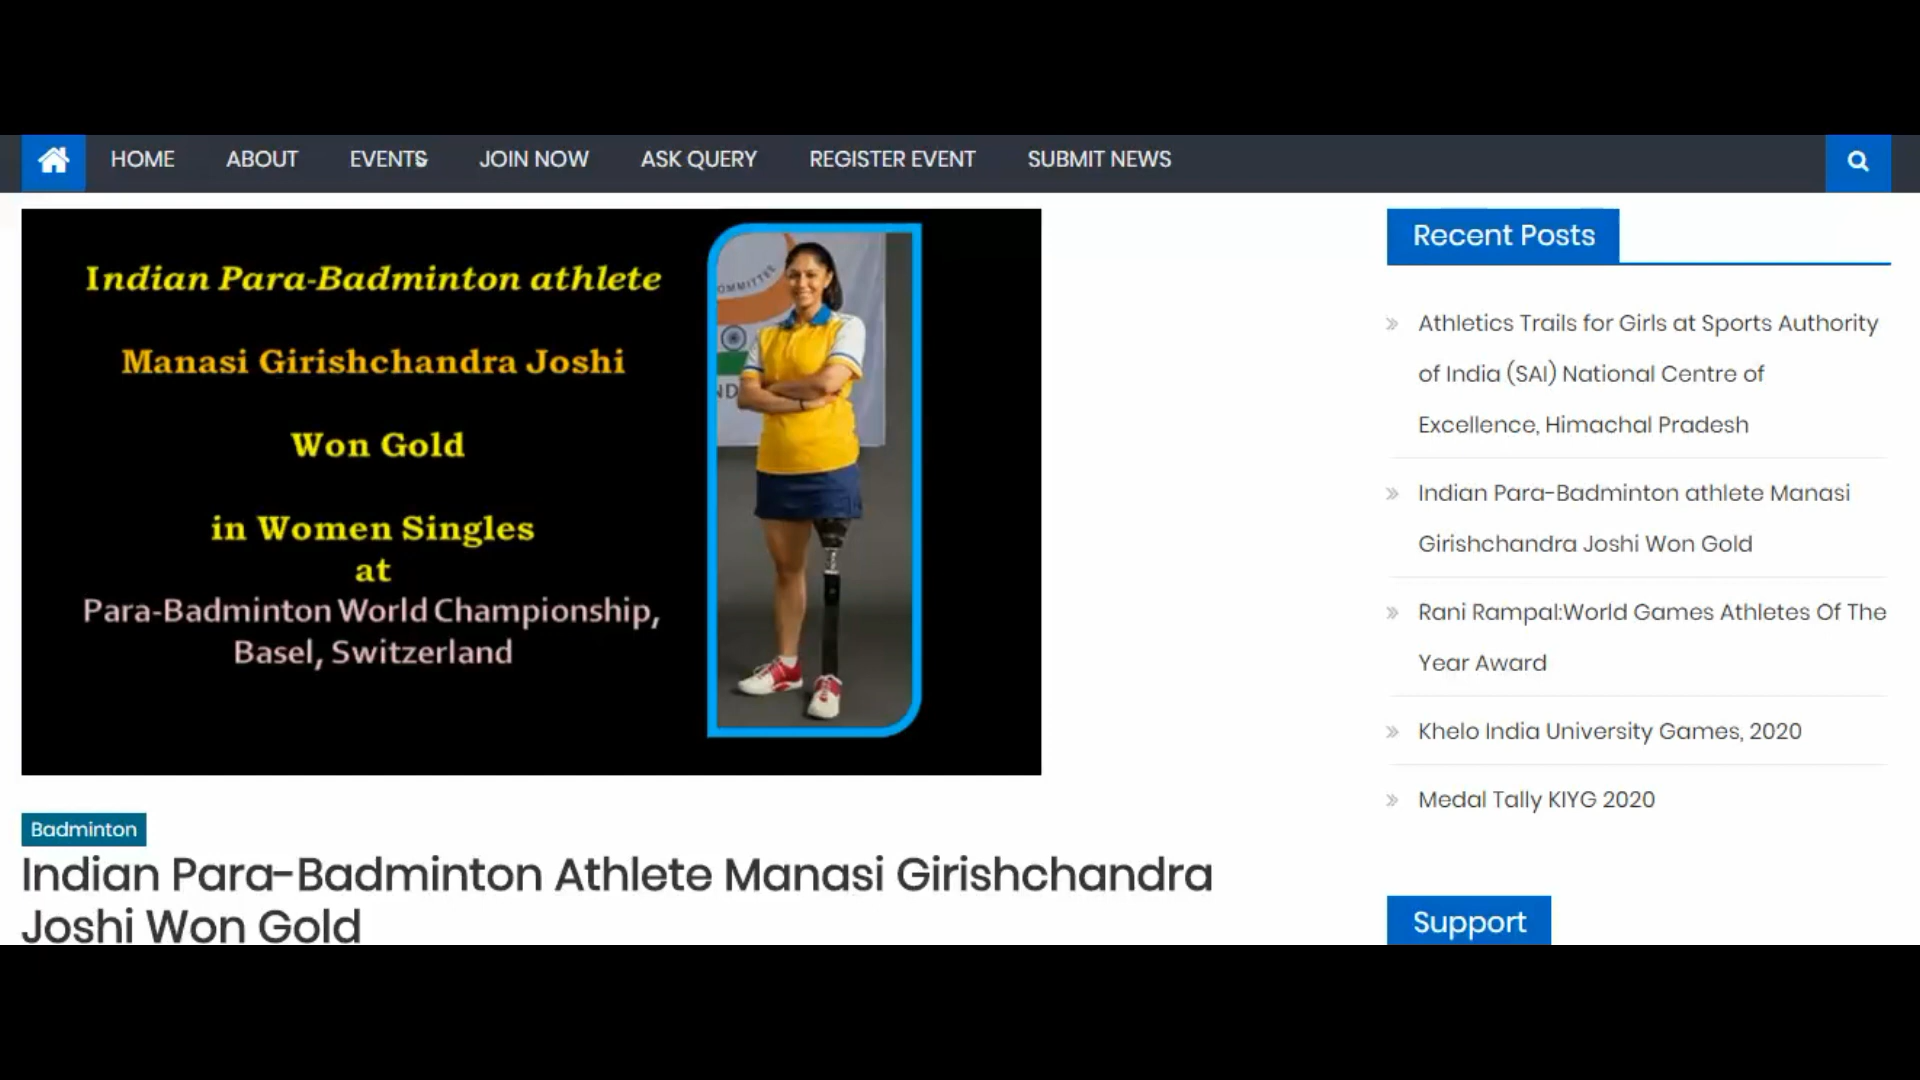 HOME ABOUT EVENTS JOIN NOW ASK QUERY REGISTER EVENT SUBMIT NEWS
Indian Para-Badminton athlete
Manasi Girishchandra Joshi
Won Gold
in Women Singles
at
Para-Badminton World Championship,
Basel, Switzerland
OMMITTEE
ND
Badminton
Indian Para-Badminton Athlete Manasi Girishchandra
Joshi Won Gold
Recent Posts
Athletics Trails for Girls at Sports Authority
of India (SAI) National Centre of
Excellence, Himachal Pradesh
Indian Para-Badminton athlete Manasi
Girishchandra Joshi Won Gold
Rani Rampal:World Games Athletes Of The
Year Award
Khelo India University Games, 2020
Medal Tally KIYG 2020
Support